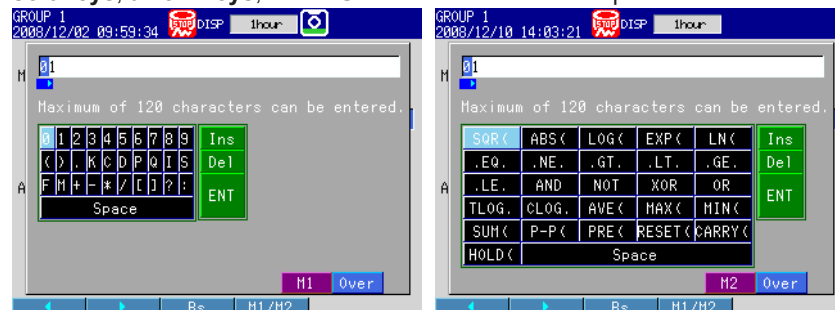 GROUP 1
2008/12/02 09:59:34 STOP DISP 1hour
M
01
Maximum of 120 characters can be entered.
0 1 2 3 4 5 6 7 8 9 Ins
( ) . K C D P Q I S Del
A
F M + - * / [ ] ? : ENT
Space
M1 Over
Bs M1/M2
GROUP 1
2008/12/10 14:03:21 STOP DISP 1hour
M
01
Maximum of 120 characters can be entered.
SQR( ABS( LOG( EXP( LN( Ins
.EQ. .NE. .GT. .LT. .GE. Del
A
.LE. AND NOT XOR OR ENT
TLOG. CLOG. AVE( MAX( MIN(
SUM( P-P( PRE( RESET( CARRY(
HOLD( Space
M2 Over
Bs M1/M2